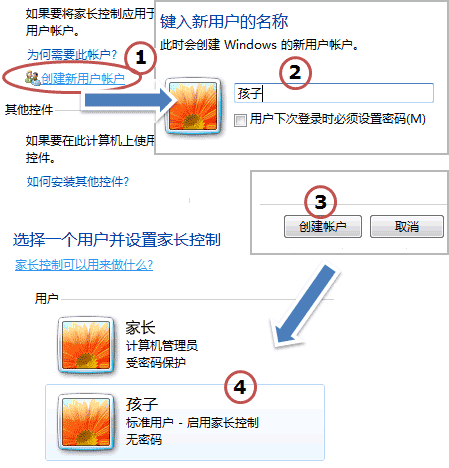 如果要将家长控制应用于
用户帐户。
为何需要此帐户?
创建新用户帐户
1
其他控件
如果要在此计算机上使用
控件。
如何安装其他控件?
键入新用户的名称
此时会创建 Windows 的新用户帐户。
2
孩子
用户下次登录时必须设置密码(M)
3
创建帐户
取消
选择一个用户并设置家长控制
家长控制可以用来做什么?
用户
家长
计算机管理员
受密码保护
4
孩子
标准用户 - 启用家长控制
无密码